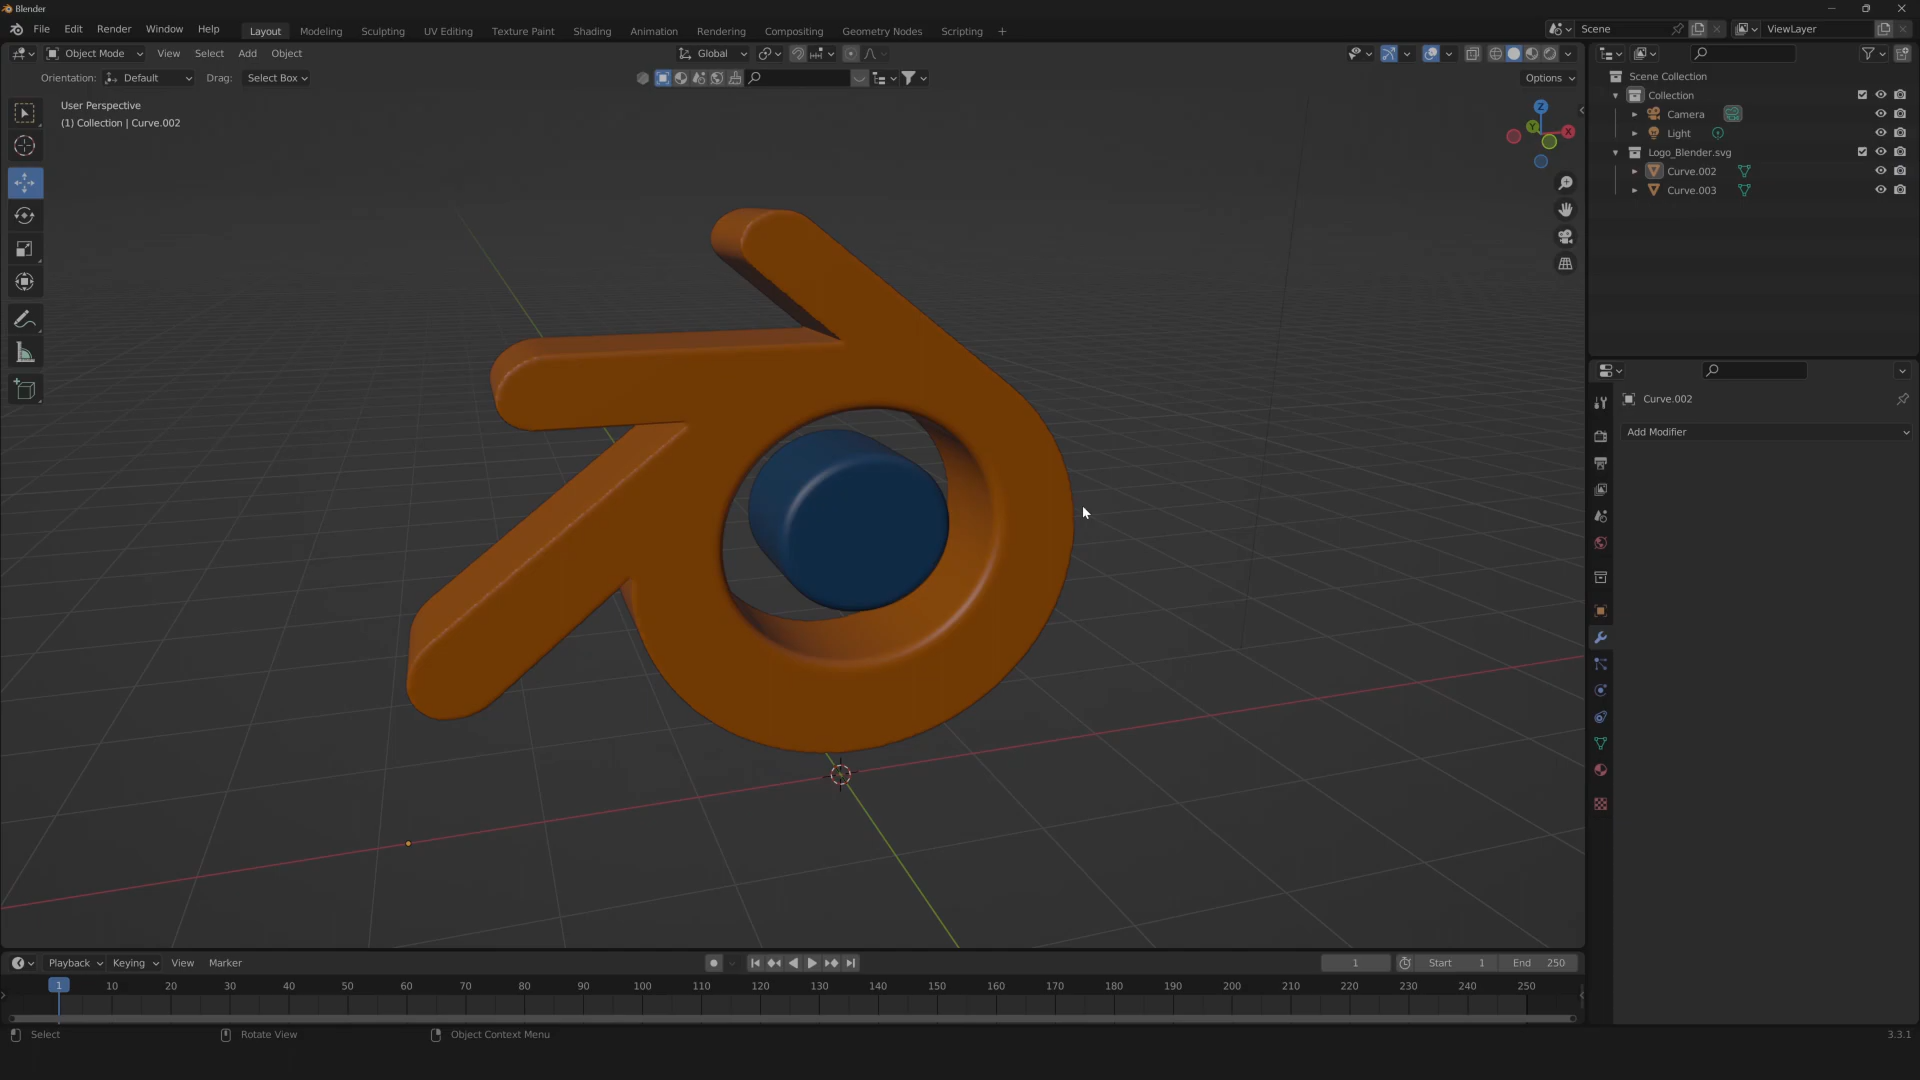 Blender
File Edit Render Window Help Layout Modeling Sculpting UV Editing Texture Paint Shading Animation Rendering Compositing Geometry Nodes Scripting + Scene ViewLayer
Object Mode View Select Add Object Global
Orientation: Default Drag: Select Box Options
User Perspective
(1) Collection | Curve.002
Z
Y
X
Scene Collection
Collection
Camera
Light
Logo_Blender.svg
Curve.002
Curve.003
Curve.002
Add Modifier
Playback Keying View Marker 1 Start 1 End 250
1 10 20 30 40 50 60 70 80 90 100 110 120 130 140 150 160 170 180 190 200 210 220 230 240 250
Select Rotate View Object Context Menu 3.3.1